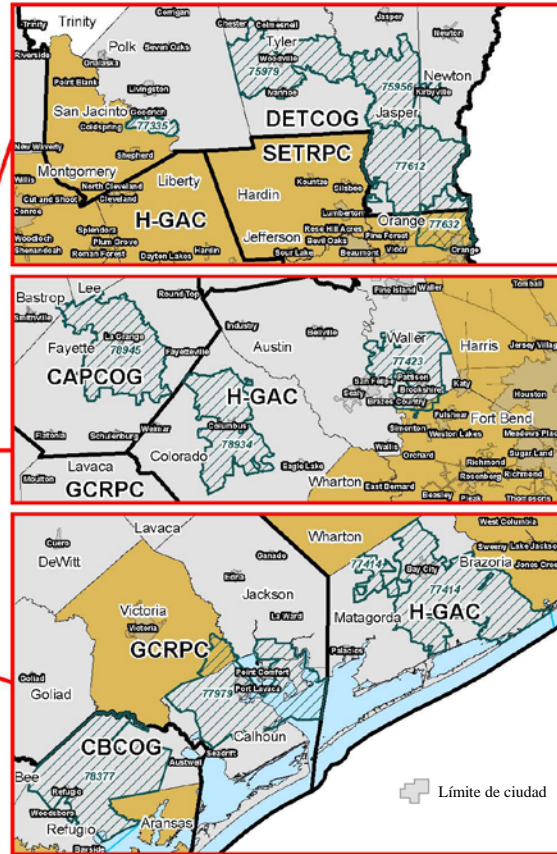 Corrigan
Trinity
Trinity
Chester
Colmesneil
Jasper
Newton
Riverside
Polk
Seven Oaks
Tyler
Onalaska
Woodville
75979
75956
Newton
Point Blank
Livingston
Ivanhoe
Kirbyville
San Jacinto
Goodrich
Jasper
Coldspring
77335
DETCOG
New Waverly
Shepherd
SETRPC
77612
Montgomery
Liberty
Kountze
Willis
North Cleveland
Hardin
Silsbee
Cut and Shoot
Cleveland
Conroe
H-GAC
Lumberton
Orange
77632
Splendora
Rose Hill Acres
Pine Forest
Woodloch
Plum Grove
Jefferson
Bevil Oaks
Vidor
Orange
Shenandoah
Roman Forest
Dayton Lakes
Hardin
Sour Lake
Beaumont
Lee
Round Top
Pine Island
Waller
Tomball
Bastrop
Smithville
La Grange
Industry
Bellville
Austin
Waller
Harris
Jersey Village
Fayette
78945
Fayetteville
77423
CAPCOG
H-GAC
San Felipe
Pattison
Brookshire
Katy
Sealy
Brazos Country
Houston
Columbus
Fulshear
Fort Bend
Flatonia
Schulenburg
Weimar
78934
Simonton
Weston Lakes
Meadows Place
Wallis
Orchard
Sugar Land
Lavaca
Colorado
Eagle Lake
Richmond
Moulton
Rosenberg
Richmond
GCRPC
Wharton
East Bernard
Beasley
Pleak
Thompsons
Lavaca
Wharton
West Columbia
Cuero
Ganado
Sweeny
Lake Jackson
DeWitt
Edna
77414
Bay City
Brazoria
Jones Creek
Jackson
77414
Victoria
La Ward
Matagorda
H-GAC
Victoria
GCRPC
Palacios
Goliad
Point Comfort
Goliad
77979
Port Lavaca
CBCOG
Calhoun
Bee
Seadrift
78377
Austwell
Refugio
Woodsboro
Aransas
Refugio
Bayside
Límite de ciudad